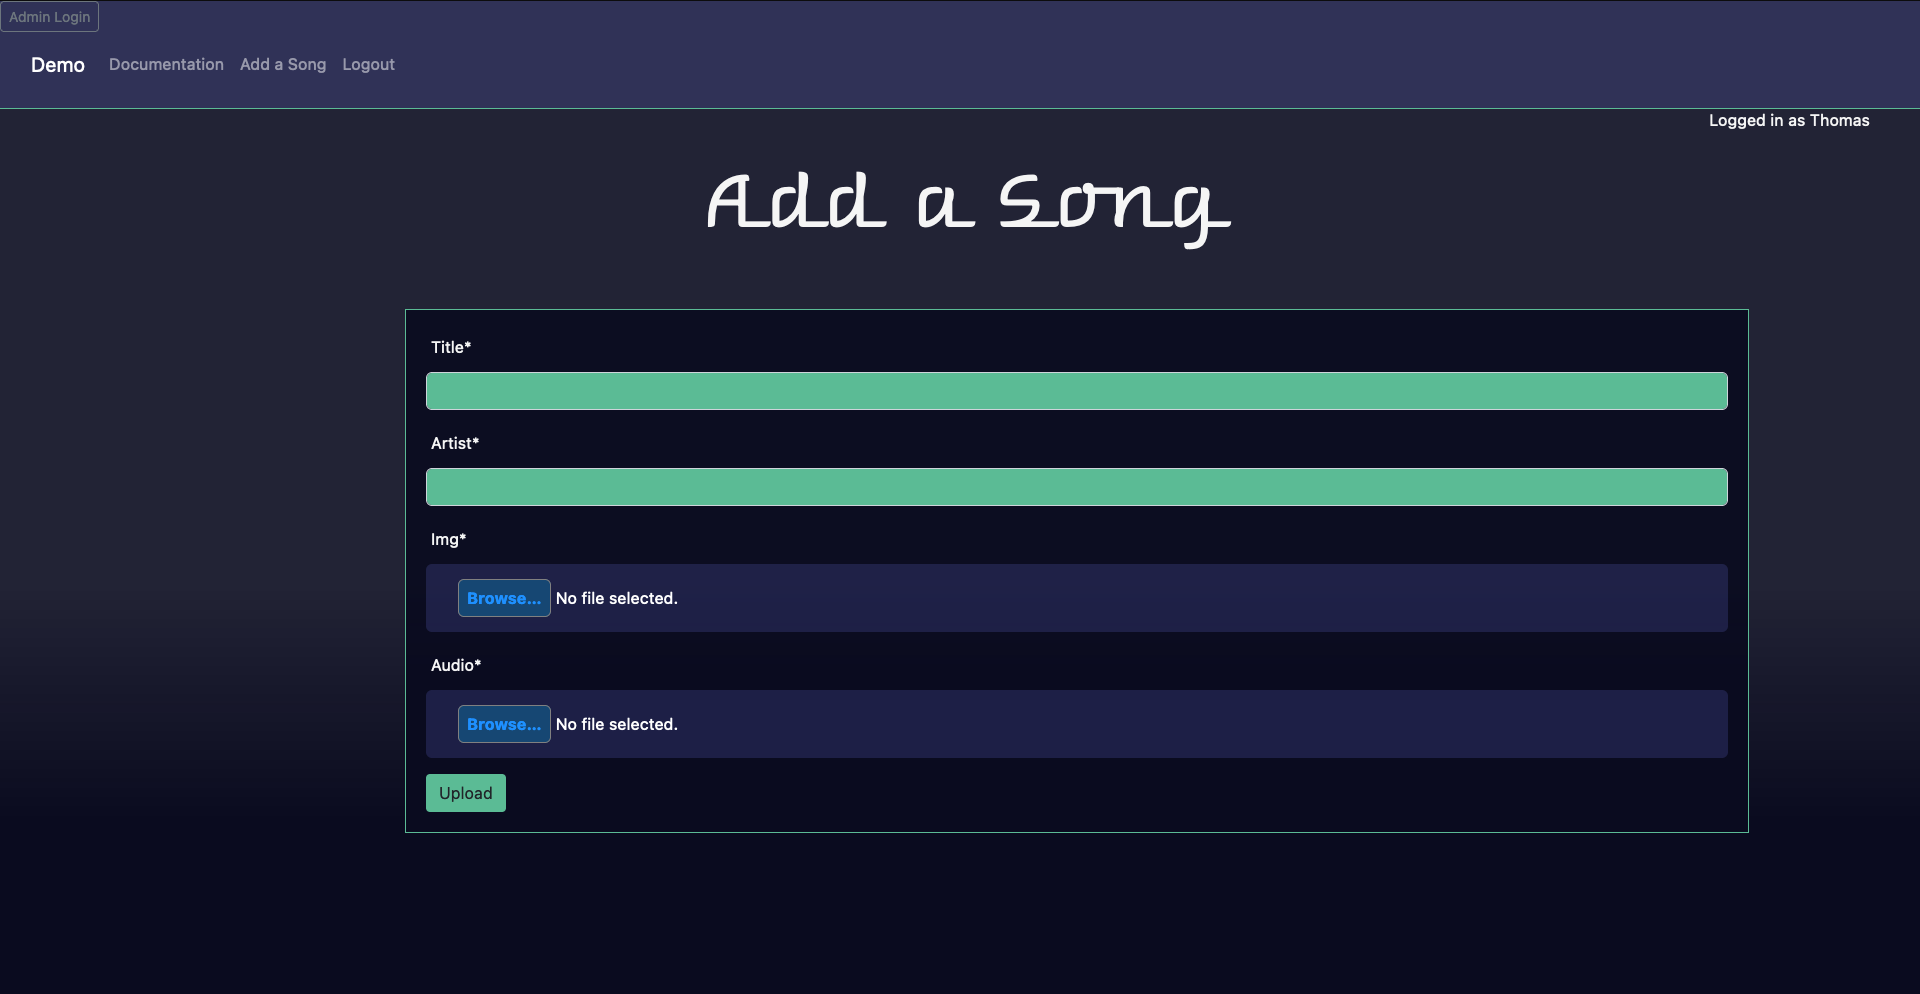 Admin Login
Demo Documentation Add a Song Logout
Logged in as Thomas
Add a Song
Title*
Artist*
Img*
Browse... No file selected.
Audio*
Browse... No file selected.
Upload